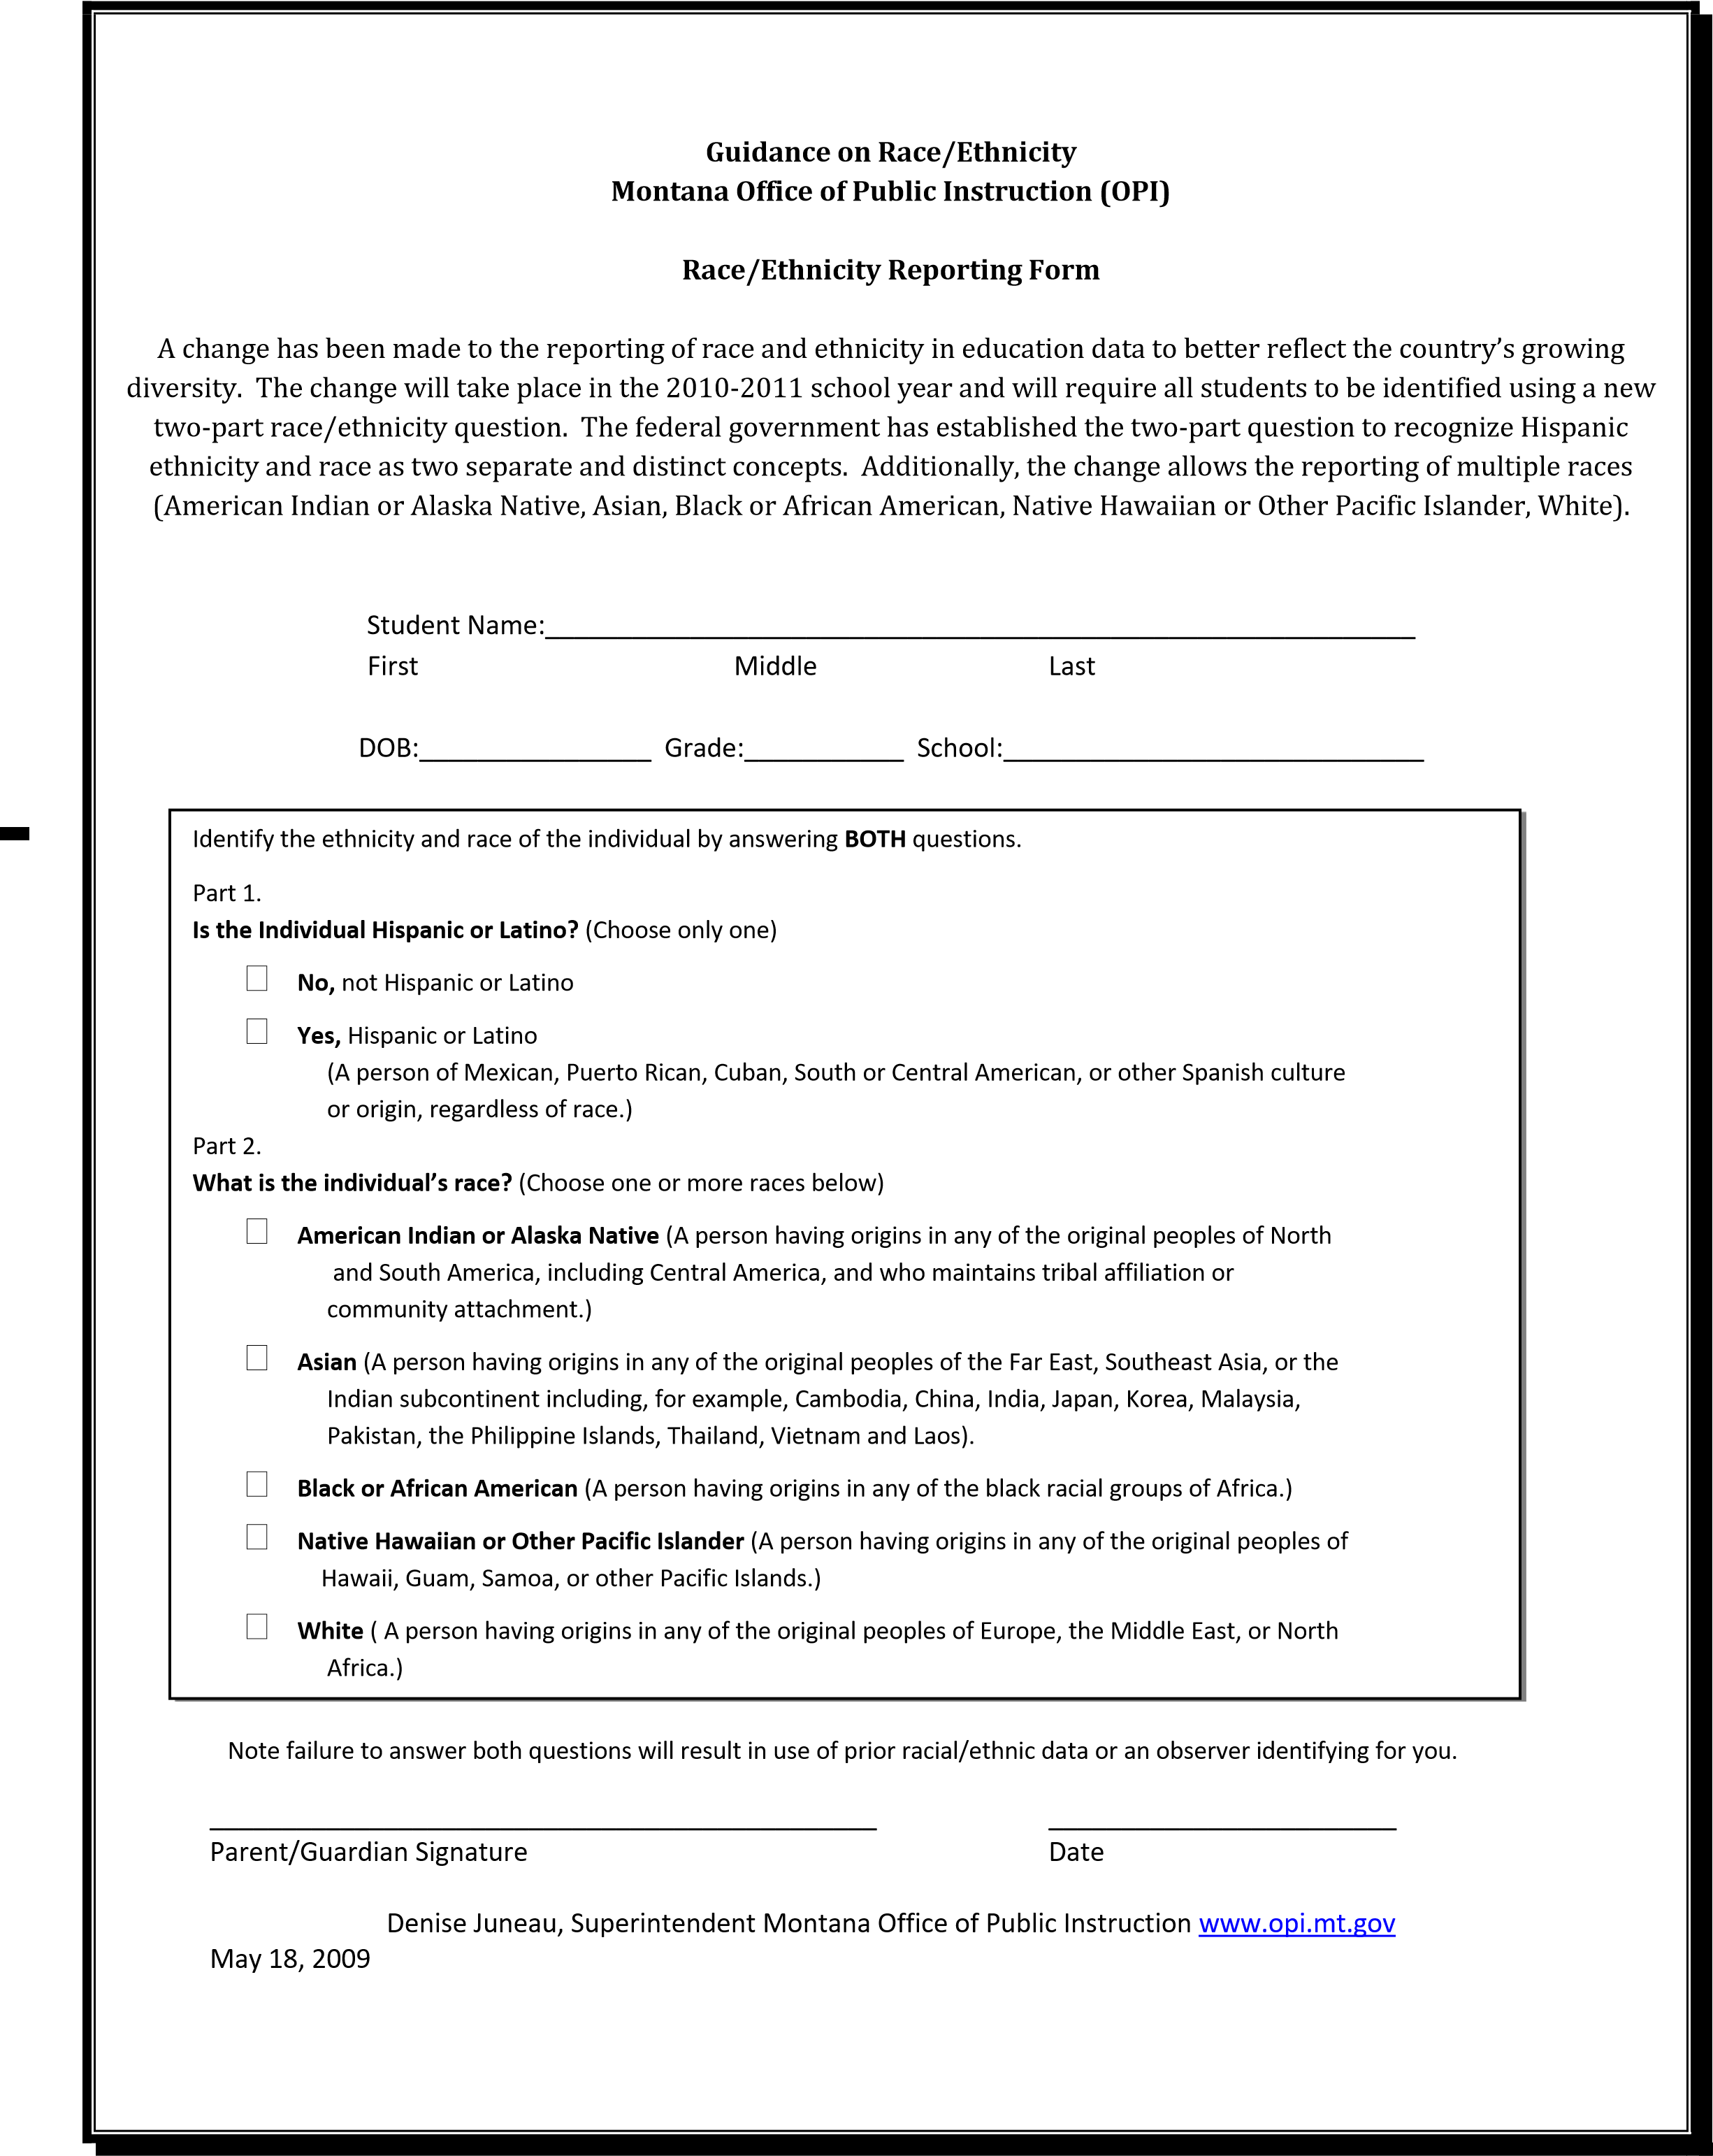 Guidance on Race/Ethnicity
Montana Office of Public Instruction (OPI)
Race/Ethnicity Reporting Form
A change has been made to the reporting of race and ethnicity in education data to better reflect the country’s growing
diversity.  The change will take place in the 2010-2011 school year and will require all students to be identified using a new
two-part race/ethnicity question.  The federal government has established the two-part question to recognize Hispanic
ethnicity and race as two separate and distinct concepts.  Additionally, the change allows the reporting of multiple races
(American Indian or Alaska Native, Asian, Black or African American, Native Hawaiian or Other Pacific Islander, White).
Student Name:
First Middle Last
DOB: Grade: School:
Identify the ethnicity and race of the individual by answering BOTH questions.
Part 1.
Is the Individual Hispanic or Latino? (Choose only one)
No, not Hispanic or Latino
Yes, Hispanic or Latino
(A person of Mexican, Puerto Rican, Cuban, South or Central American, or other Spanish culture
or origin, regardless of race.)
Part 2.
What is the individual’s race? (Choose one or more races below)
American Indian or Alaska Native (A person having origins in any of the original peoples of North
and South America, including Central America, and who maintains tribal affiliation or
community attachment.)
Asian (A person having origins in any of the original peoples of the Far East, Southeast Asia, or the
Indian subcontinent including, for example, Cambodia, China, India, Japan, Korea, Malaysia,
Pakistan, the Philippine Islands, Thailand, Vietnam and Laos).
Black or African American (A person having origins in any of the black racial groups of Africa.)
Native Hawaiian or Other Pacific Islander (A person having origins in any of the original peoples of
Hawaii, Guam, Samoa, or other Pacific Islands.)
White ( A person having origins in any of the original peoples of Europe, the Middle East, or North
Africa.)
Note failure to answer both questions will result in use of prior racial/ethnic data or an observer identifying for you.
Parent/Guardian Signature Date
Denise Juneau, Superintendent Montana Office of Public Instruction www.opi.mt.gov
May 18, 2009